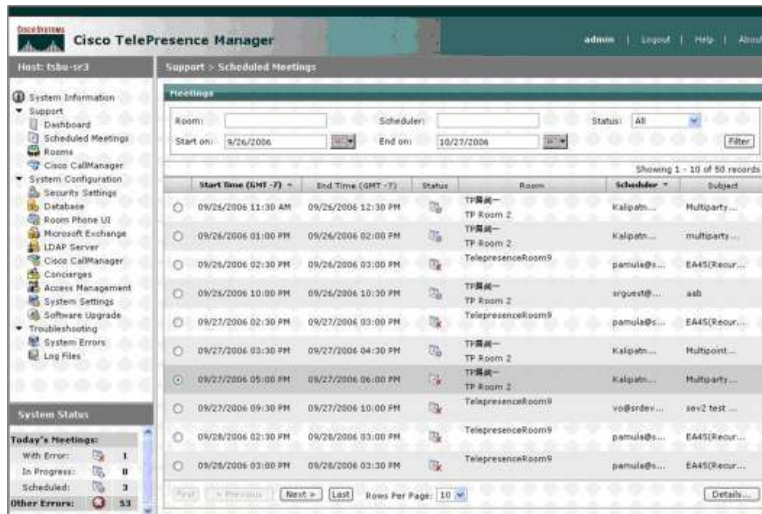 Cisco Systems
Cisco TePresence Manager
admin | Logout | Help | About
Host: tsbu-sr3
Support > Scheduled Meetings
System Information
Support
Dashboard
Scheduled Meetings
Rooms
Cisco CallManager
System Configuration
Security Settings
Database
Room Phone UI
Microsoft Exchange
LDAP Server
Cisco CallManager
Concierges
Access Management
System Settings
Software Upgrade
Troubleshooting
System Errors
Log Files
System Status
Today's Meetings:
With Error: 1
In Progress: 0
Scheduled: 3
Other Errors: 53
Meetings
Room: Scheduler: Status: All
Start on: 9/26/2006 End on: 10/27/2006 Filter
Showing 1 - 10 of 50 records
Start Time (GMT -7) End Time (GMT -7) Status Room Scheduler Subject
09/26/2006 11:30 AM 09/26/2006 12:30 PM TP TP Room 2 Kalipatn... Multiparty...
09/26/2006 01:00 PM 09/26/2006 02:00 PM TP TP Room 2 Kalipatn... multiparty...
09/26/2006 02:30 PM 09/26/2006 03:00 PM TelepresenceRoom9 pamula@s... EA45(Recur...
09/26/2006 10:00 PM 09/26/2006 10:30 PM TP TP Room 2 srguest@... aab
09/27/2006 02:30 PM 09/27/2006 03:00 PM TelepresenceRoom9 pamula@s... EA45(Recur...
09/27/2006 03:30 PM 09/27/2006 04:30 PM TP TP Room 2 Kalipatn... Multipoint...
09/27/2006 05:00 PM 09/27/2006 06:00 PM TP TP Room 2 Kalipatn... Multiparty...
09/27/2006 09:30 PM 09/27/2006 10:00 PM TelepresenceRoom9 vo@srdev... sev2 test ...
09/28/2006 02:30 PM 09/28/2006 03:00 PM TelepresenceRoom9 pamula@s... EA45(Recur...
09/28/2006 03:00 PM 09/28/2006 03:30 PM TelepresenceRoom9 pamula@s... EA45(Recur...
First « Previous Next » Last Rows Per Page: 10 Details...